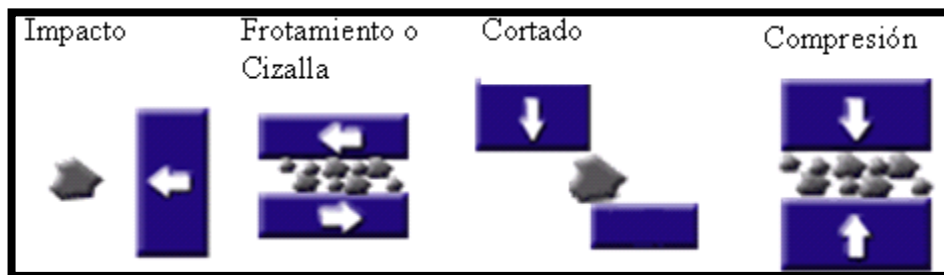 Impacto
Frotamiento o
Cizalla
Cortado
Compresión